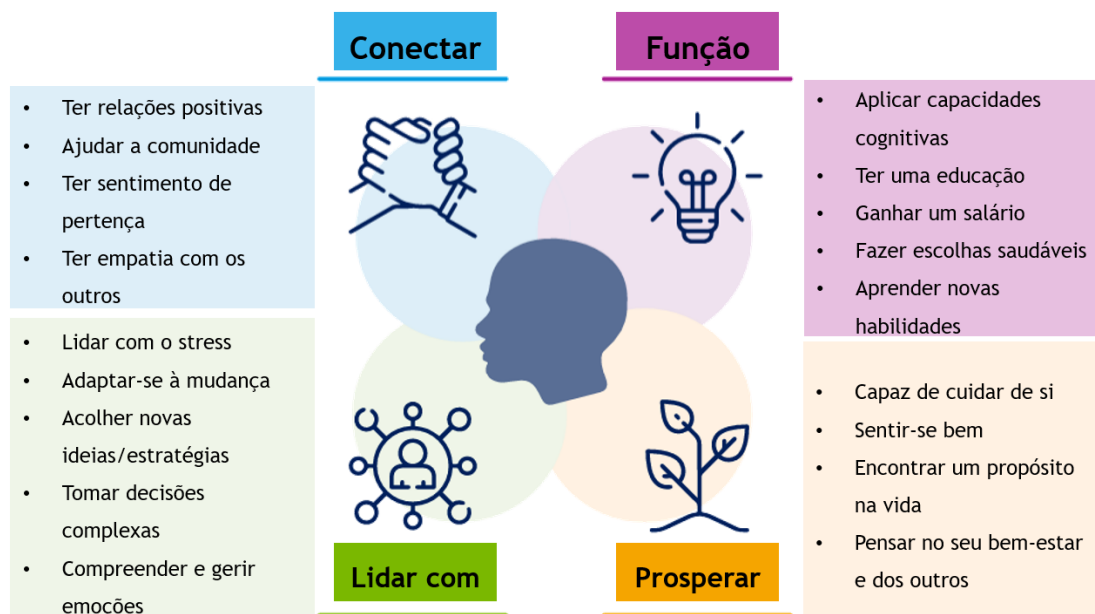 Conectar
• Ter relações positivas
• Ajudar a comunidade
• Ter sentimento de
pertença
• Ter empatia com os
outros
Função
• Aplicar capacidades
cognitivas
• Ter uma educação
• Ganhar um salário
• Fazer escolhas saudáveis
• Aprender novas
habilidades
• Lidar com o stress
• Adaptar-se à mudança
• Acolher novas
ideias/estratégias
• Tomar decisões
complexas
• Compreender e gerir
emoções
Lidar com
• Capaz de cuidar de si
• Sentir-se bem
• Encontrar um propósito
na vida
• Pensar no seu bem-estar
e dos outros
Prosperar